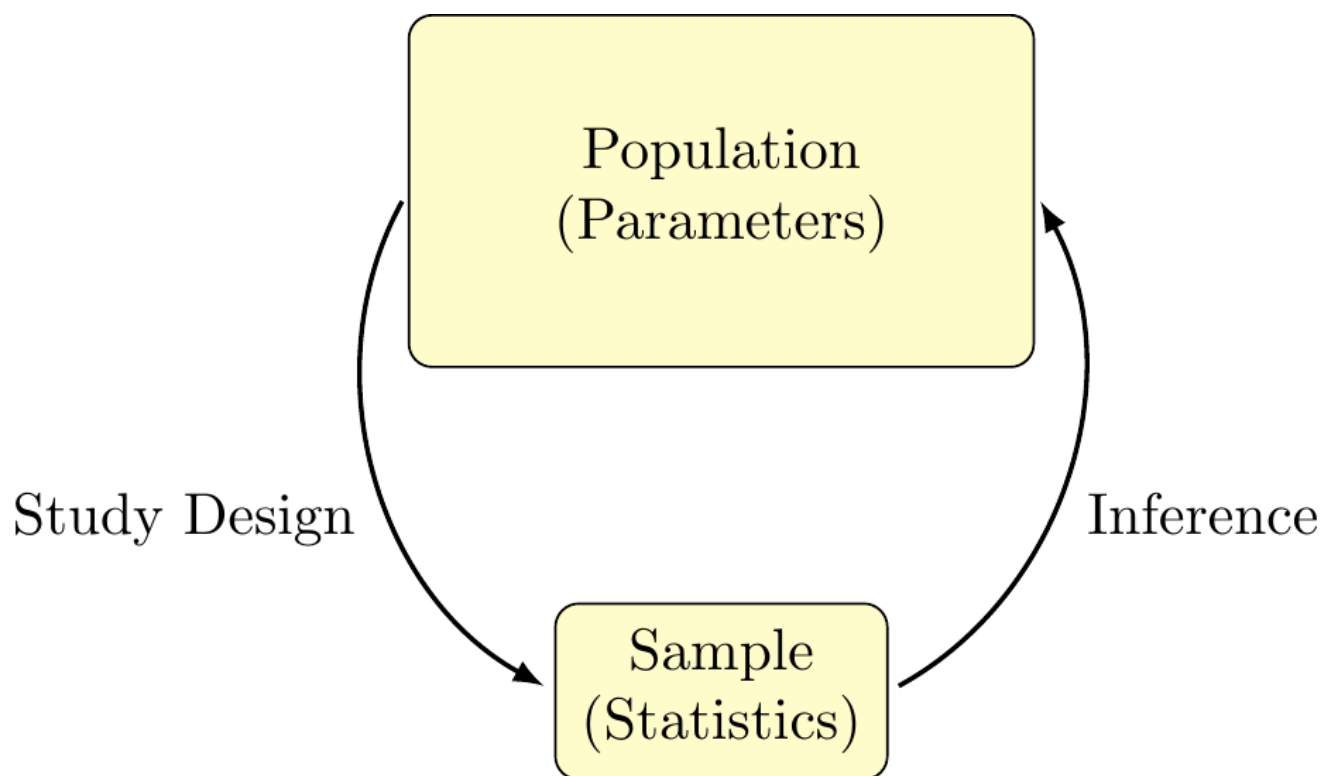 Population
(Parameters)
Study Design
Inference
Sample
(Statistics)